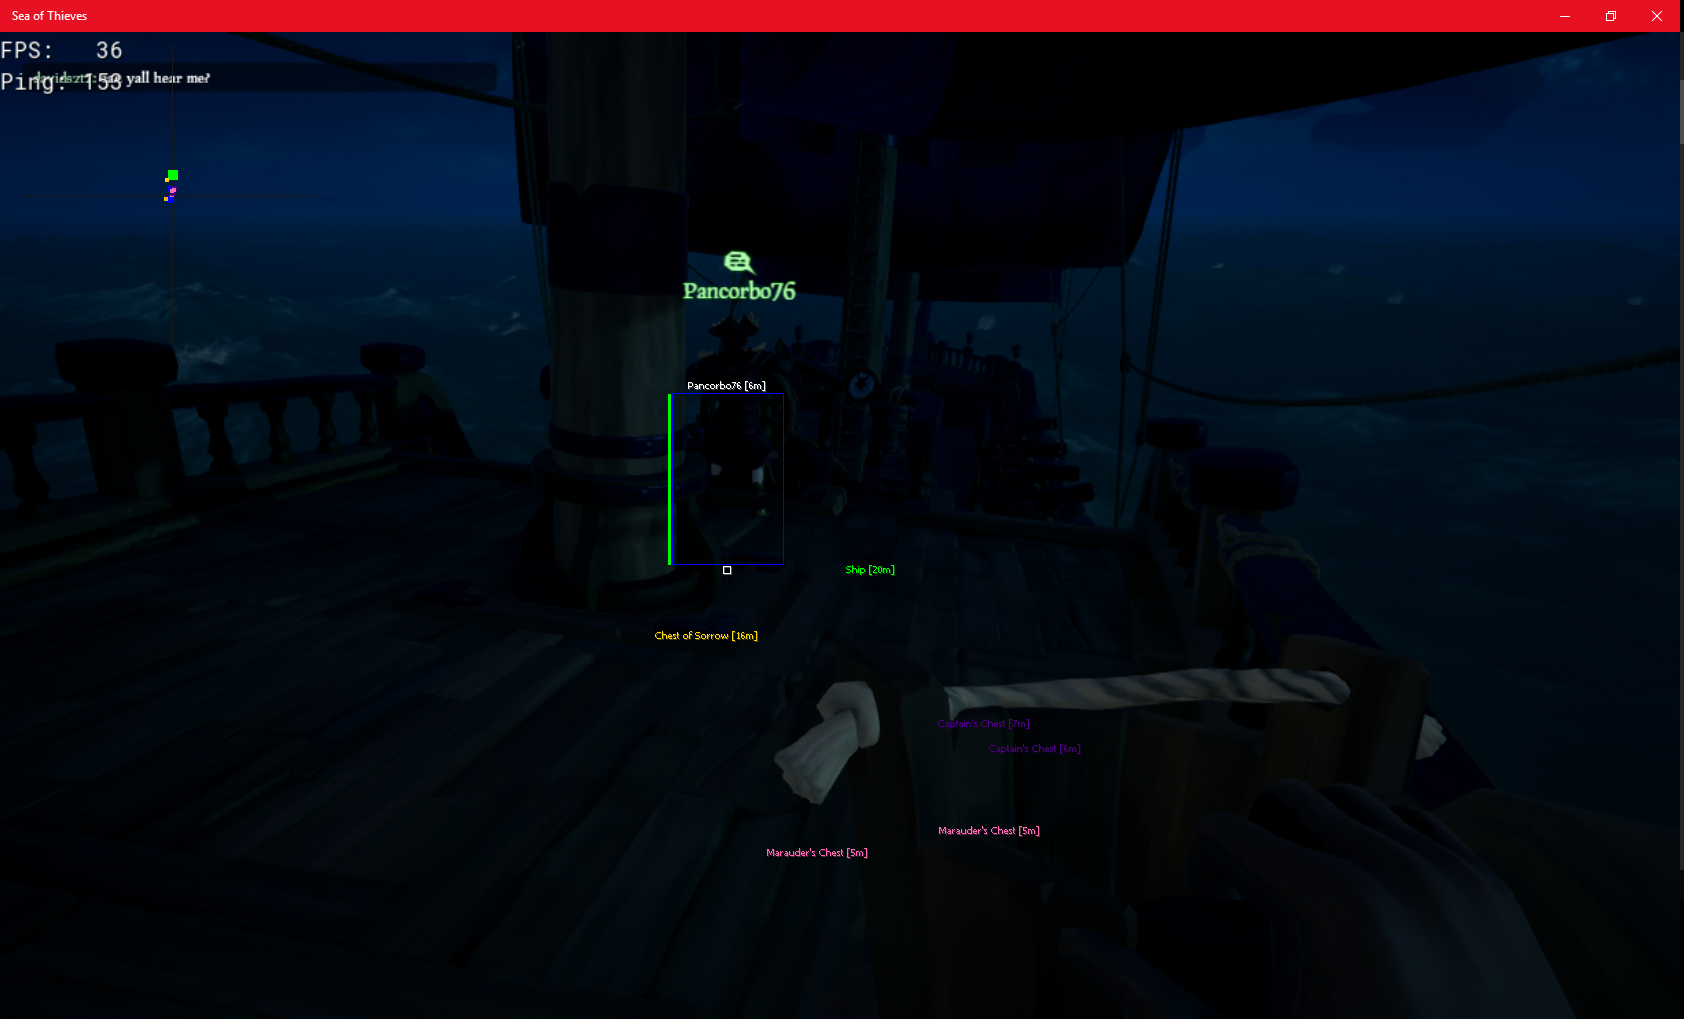 Sea of Thieves
FPS: 36
Ping: 153
yall hear me?
Pancorbo76
Pancorbo76 [6m]
Ship [20m]
Chest of Sorrow [16m]
Captain's Chest [7m]
Captain's Chest [6m]
Marauder's Chest [5m]
Marauder's Chest [5m]